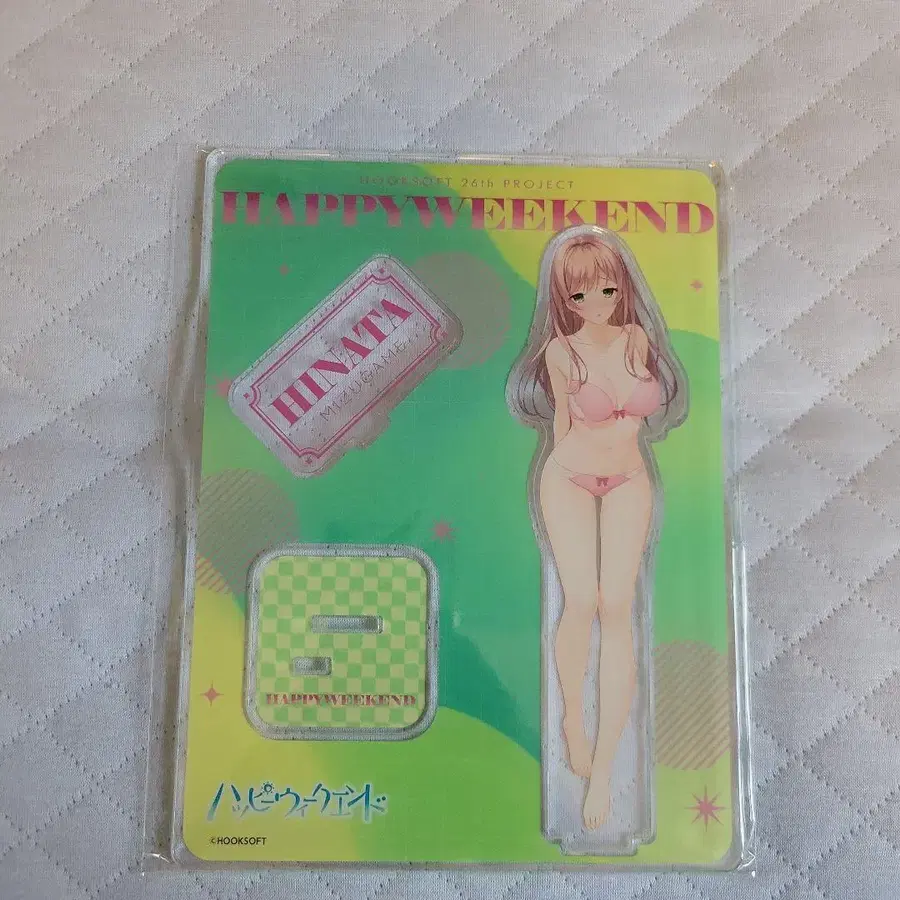 HOOKSOFT 26th PROJECT
HAPPYWEEKEND
HINATA
MIZUGAME
HAPPYWEEKEND
ハッピーウィークエンド
©HOOKSOFT